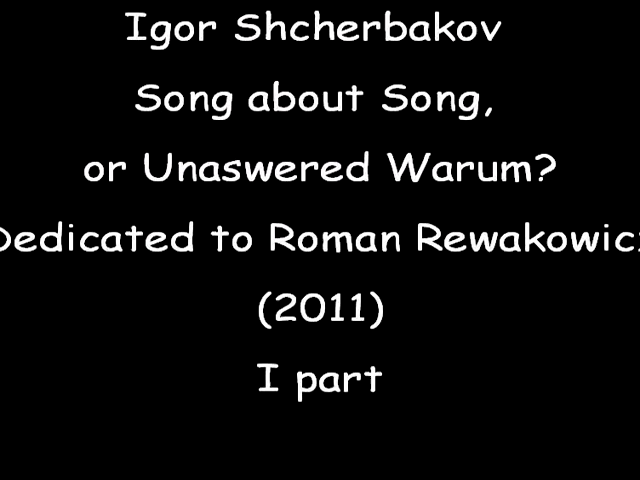 Igor Shcherbakov
Song about Song,
or Unaswered Warum?
Dedicated to Roman Rewakowicz
(2011)
I part